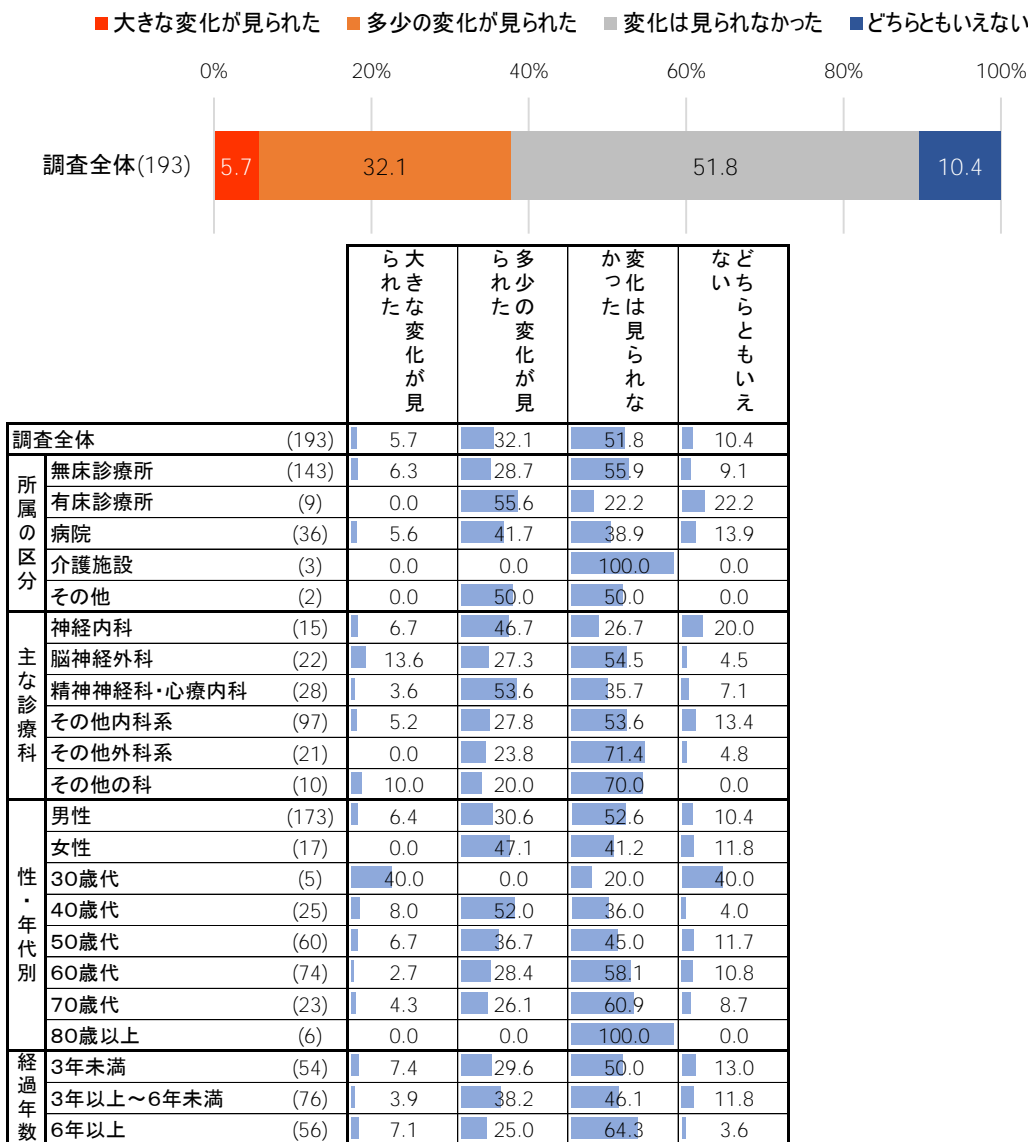 大きな変化が見られた 多少の変化が見られた 変化は見られなかった どちらともいえない
0% 20% 40% 60% 80% 100%
調査全体(193) 5.7 32.1 51.8 10.4
大きな変化が見られた 多少の変化が見られた 変化は見られなかった どちらともいえない
調査全体 (193) 5.7 32.1 51.8 10.4
所属の区分
無床診療所 (143) 6.3 28.7 55.9 9.1
有床診療所 (9) 0.0 55.6 22.2 22.2
病院 (36) 5.6 41.7 38.9 13.9
介護施設 (3) 0.0 0.0 100.0 0.0
その他 (2) 0.0 50.0 50.0 0.0
主な診療科
神経内科 (15) 6.7 46.7 26.7 20.0
脳神経外科 (22) 13.6 27.3 54.5 4.5
精神神経科・心療内科 (28) 3.6 53.6 35.7 7.1
その他内科系 (97) 5.2 27.8 53.6 13.4
その他外科系 (21) 0.0 23.8 71.4 4.8
その他の科 (10) 10.0 20.0 70.0 0.0
性・年代別
男性 (173) 6.4 30.6 52.6 10.4
女性 (17) 0.0 47.1 41.2 11.8
30歳代 (5) 40.0 0.0 20.0 40.0
40歳代 (25) 8.0 52.0 36.0 4.0
50歳代 (60) 6.7 36.7 45.0 11.7
60歳代 (74) 2.7 28.4 58.1 10.8
70歳代 (23) 4.3 26.1 60.9 8.7
80歳以上 (6) 0.0 0.0 100.0 0.0
経過年数
3年未満 (54) 7.4 29.6 50.0 13.0
3年以上～6年未満 (76) 3.9 38.2 46.1 11.8
6年以上 (56) 7.1 25.0 64.3 3.6